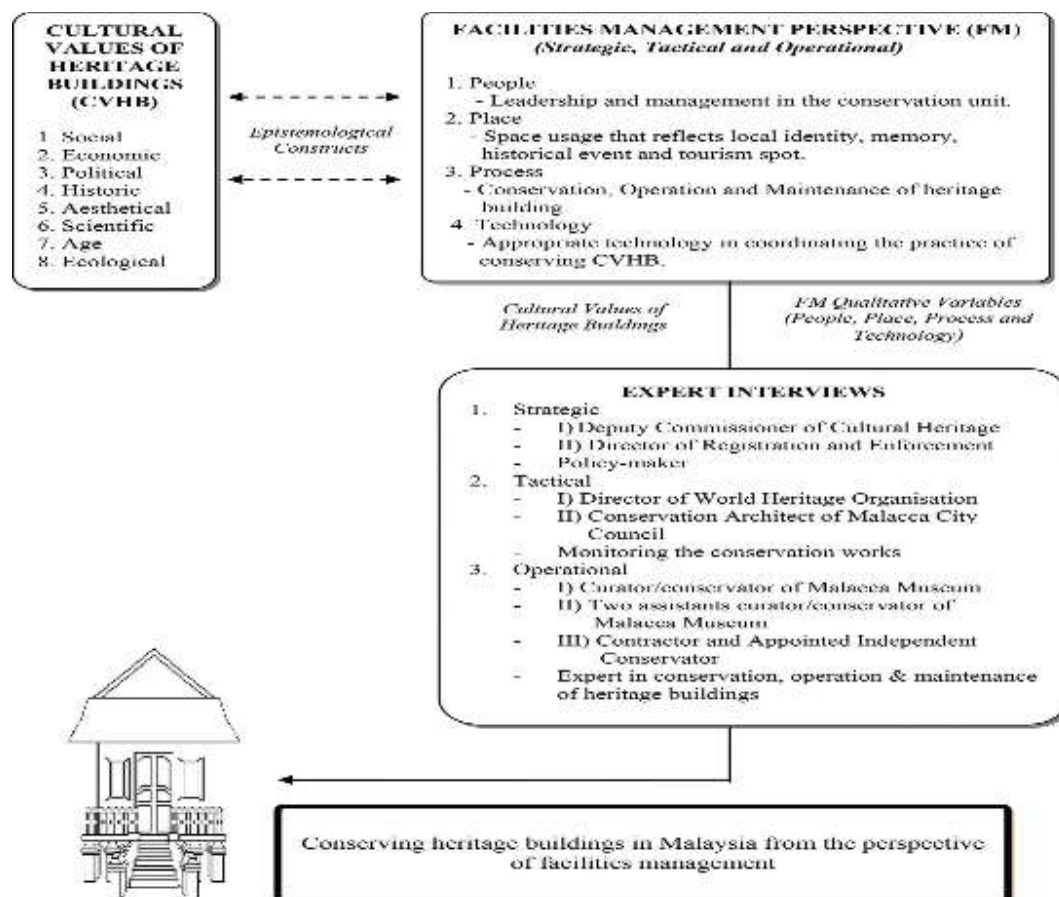 CULTURAL
VALUES OF
HERITAGE
BUILDINGS
(CVHB)
1. Social
2. Economic
3. Political
4. Historic
5. Aesthetical
6. Scientific
7. Age
8. Ecological
Epistemological
Constructs
FACILITIES MANAGEMENT PERSPECTIVE (FM)
(Strategic, Tactical and Operational)
1. People
- Leadership and management in the conservation unit.
2. Place
- Space usage that reflects local identity, memory,
historical event and tourism spot.
3. Process
- Conservation, Operation and Maintenance of heritage
building
4. Technology
- Appropriate technology in coordinating the practice of
conserving CVHB.
Cultural Values of
Heritage Buildings
FM Qualitative Variables
(People, Place, Process and
Technology)
EXPERT INTERVIEWS
1. Strategic
- I) Deputy Commissioner of Cultural Heritage
- II) Director of Registration and Enforcement
- Policy-maker
2. Tactical
- I) Director of World Heritage Organisation
- II) Conservation Architect of Malacca City
Council
- Monitoring the conservation works
3. Operational
- I) Curator/conservator of Malacca Museum
- II) Two assistants curator/conservator of
Malacca Museum
- III) Contractor and Appointed Independent
Conservator
- Expert in conservation, operation & maintenance
of heritage buildings
Conserving heritage buildings in Malaysia from the perspective
of facilities management